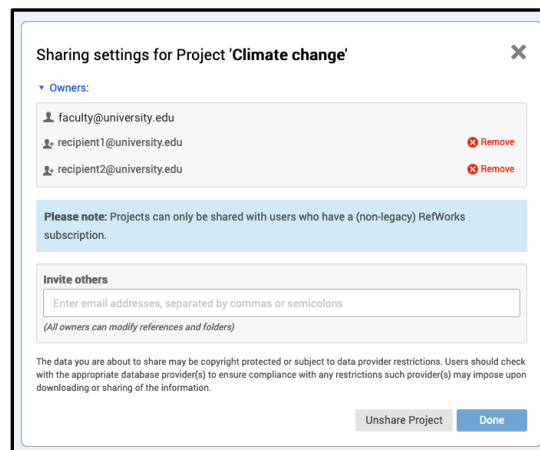 Sharing settings for Project 'Climate change'
Owners:
faculty@university.edu
recipient1@university.edu
Remove
recipient2@university.edu
Remove
Please note: Projects can only be shared with users who have a (non-legacy) RefWorks
subscription.
Invite others
Enter email addresses, separated by commas or semicolons
(All owners can modify references and folders)
The data you are about to share may be copyright protected or subject to data provider restrictions. Users should check
with the appropriate database provider(s) to ensure compliance with any restrictions such provider(s) may impose upon
downloading or sharing of the information.
Unshare Project
Done